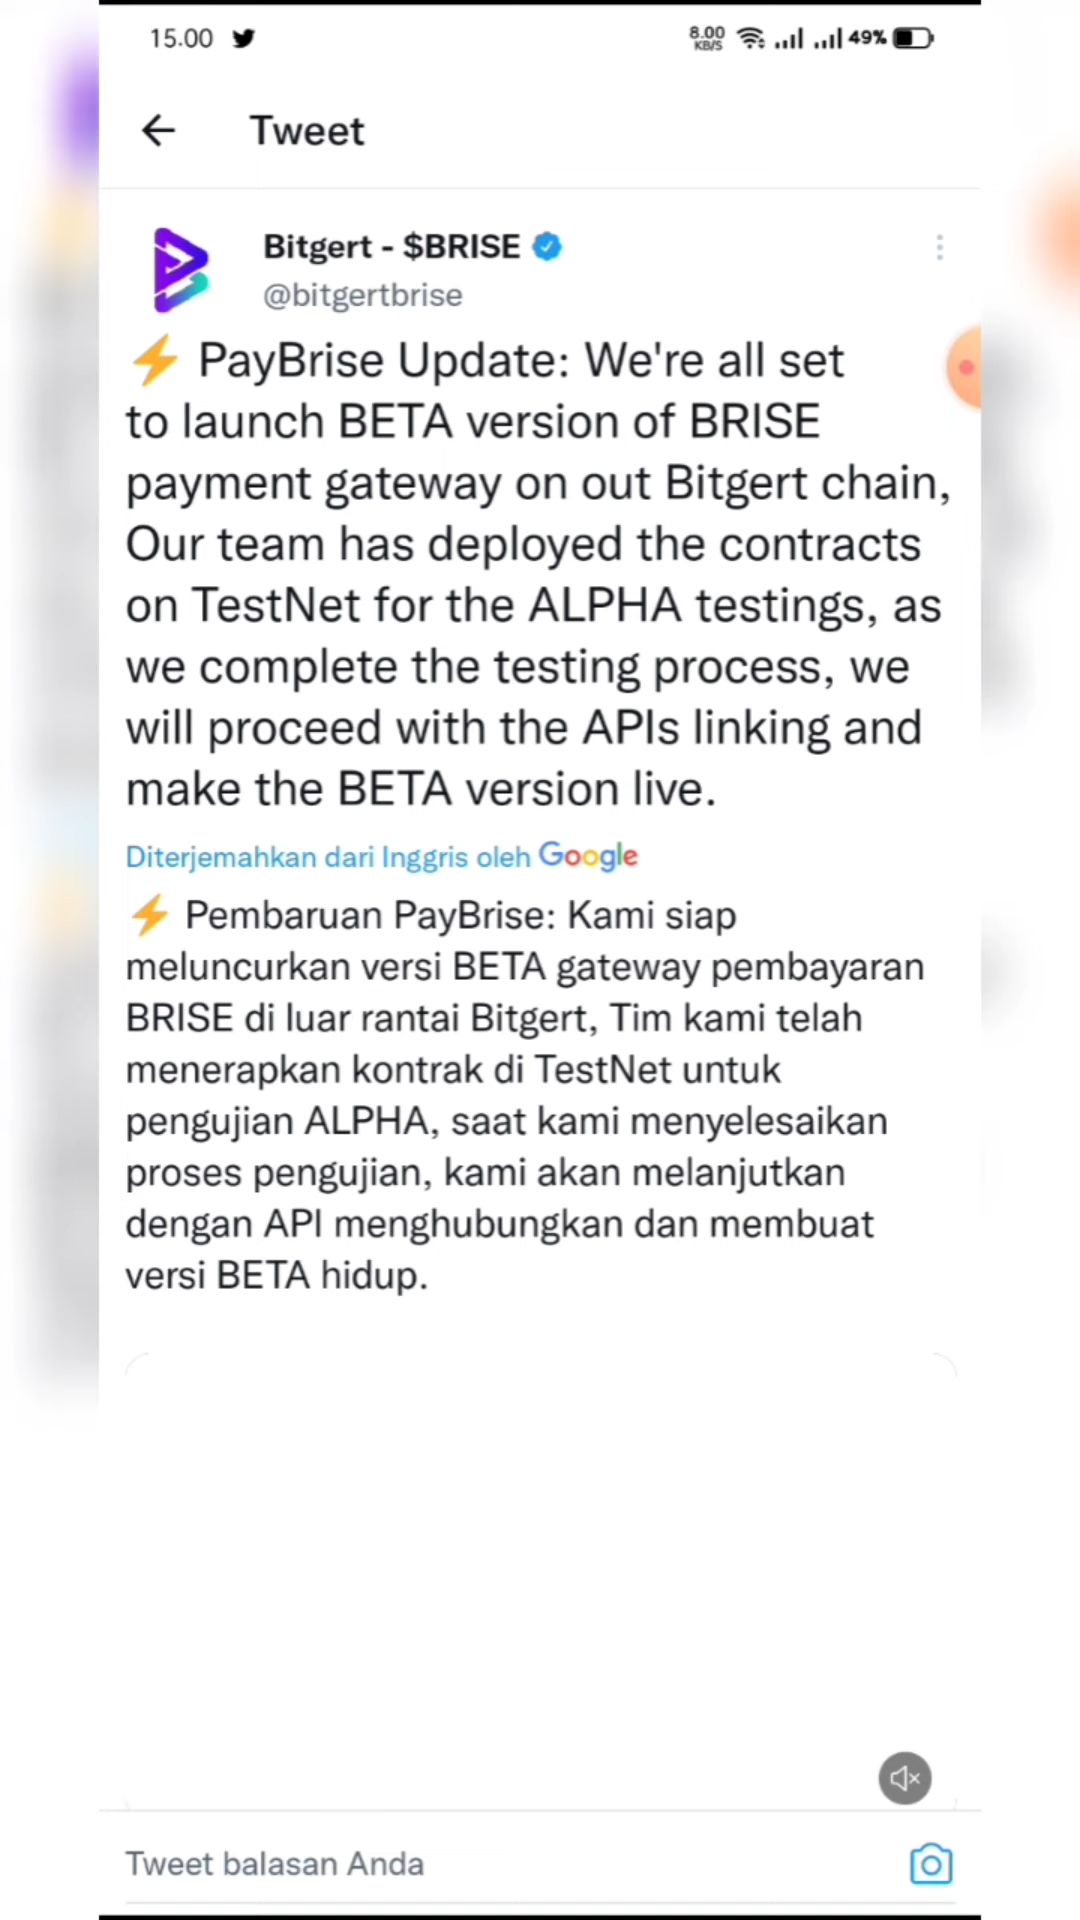 15.00
8.00 KB/S 49%
Tweet
Bitgert - $BRISE
@bitgertbrise
⚡ PayBrise Update: We're all set
to launch BETA version of BRISE
payment gateway on out Bitgert chain,
Our team has deployed the contracts
on TestNet for the ALPHA testings, as
we complete the testing process, we
will proceed with the APIs linking and
make the BETA version live.
Diterjemahkan dari Inggris oleh Google
⚡ Pembaruan PayBrise: Kami siap
meluncurkan versi BETA gateway pembayaran
BRISE di luar rantai Bitgert, Tim kami telah
menerapkan kontrak di TestNet untuk
pengujian ALPHA, saat kami menyelesaikan
proses pengujian, kami akan melanjutkan
dengan API menghubungkan dan membuat
versi BETA hidup.
Tweet balasan Anda